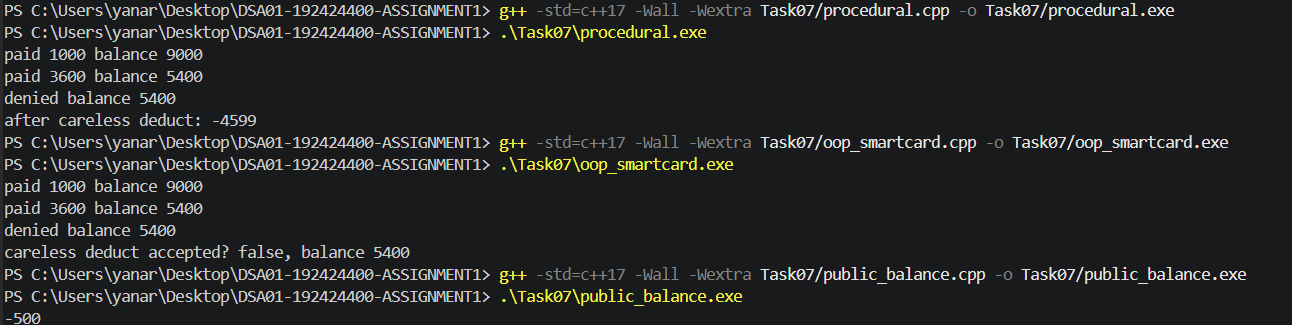 PS C:\Users\yanar\Desktop\DSA01-192424400-ASSIGNMENT1> g++ -std=c++17 -Wall -Wextra Task07/procedural.cpp -o Task07/procedural.exe
PS C:\Users\yanar\Desktop\DSA01-192424400-ASSIGNMENT1> .\Task07\procedural.exe
paid 1000 balance 9000
paid 3600 balance 5400
denied balance 5400
after careless deduct: -4599
PS C:\Users\yanar\Desktop\DSA01-192424400-ASSIGNMENT1> g++ -std=c++17 -Wall -Wextra Task07/oop_smartcard.cpp -o Task07/oop_smartcard.exe
PS C:\Users\yanar\Desktop\DSA01-192424400-ASSIGNMENT1> .\Task07\oop_smartcard.exe
paid 1000 balance 9000
paid 3600 balance 5400
denied balance 5400
careless deduct accepted? false, balance 5400
PS C:\Users\yanar\Desktop\DSA01-192424400-ASSIGNMENT1> g++ -std=c++17 -Wall -Wextra Task07/public_balance.cpp -o Task07/public_balance.exe
PS C:\Users\yanar\Desktop\DSA01-192424400-ASSIGNMENT1> .\Task07\public_balance.exe
-500